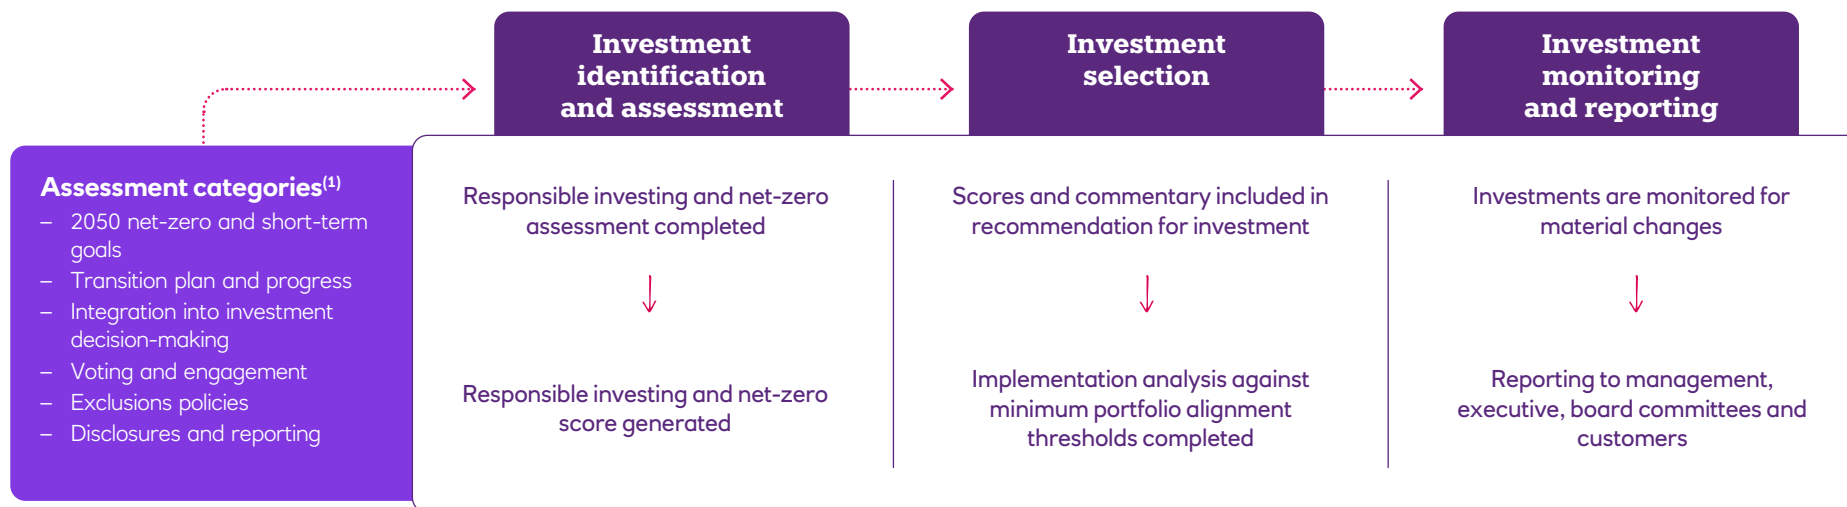 Investment
identification
and assessment
Investment
selection
Investment
monitoring
and reporting
Assessment categories(1)
– 2050 net-zero and short-term
goals
– Transition plan and progress
– Integration into investment
decision-making
– Voting and engagement
– Exclusions policies
– Disclosures and reporting
Responsible investing and net-zero
assessment completed
Responsible investing and net-zero
score generated
Scores and commentary included in
recommendation for investment
Implementation analysis against
minimum portfolio alignment
thresholds completed
Investments are monitored for
material changes
Reporting to management,
executive, board committees and
customers